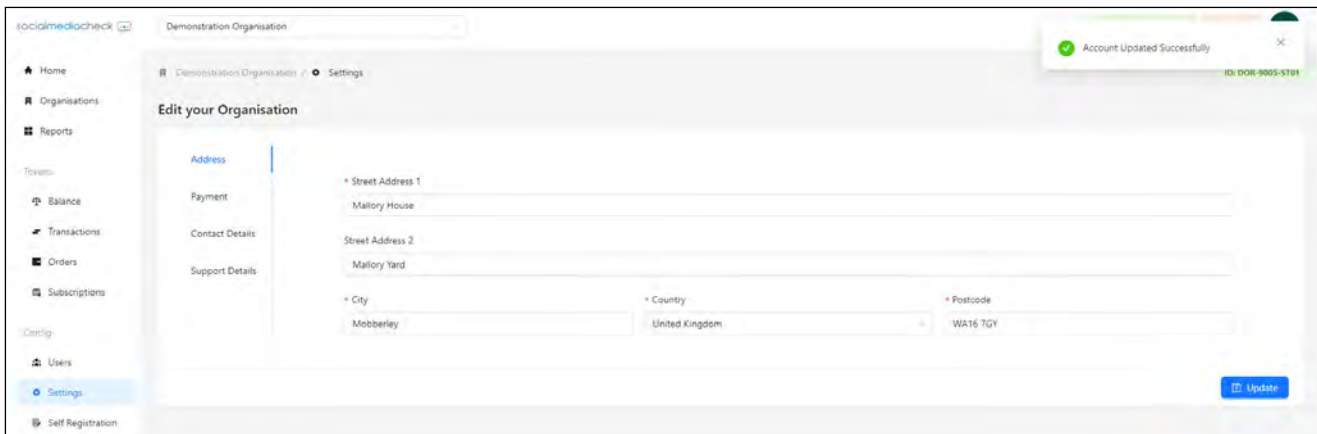 socialmediacheck
Demonstration Organisation
Account Updated Successfully
Home
Demonstration Organisation / Settings
ID: DOR-9005-ST01
Organisations
Edit your Organisation
Reports
Address
Tokens
* Street Address 1
Balance
Payment
Mallory House
Transactions
Contact Details
Street Address 2
Orders
Support Details
Mallory Yard
Subscriptions
* City
* Country
* Postcode
Config
Mobberley
United Kingdom
WA16 7GY
Users
Settings
Update
Self Registration